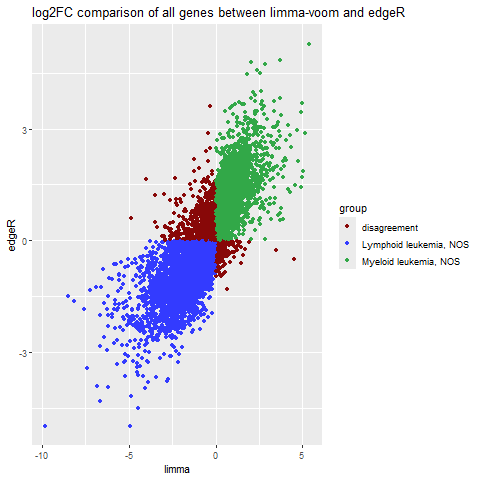 log2FC comparison of all genes between limma-voom and edgeR
edgeR
3
0
-3
-10
-5
0
5
limma
group
disagreement
Lymphoid leukemia, NOS
Myeloid leukemia, NOS